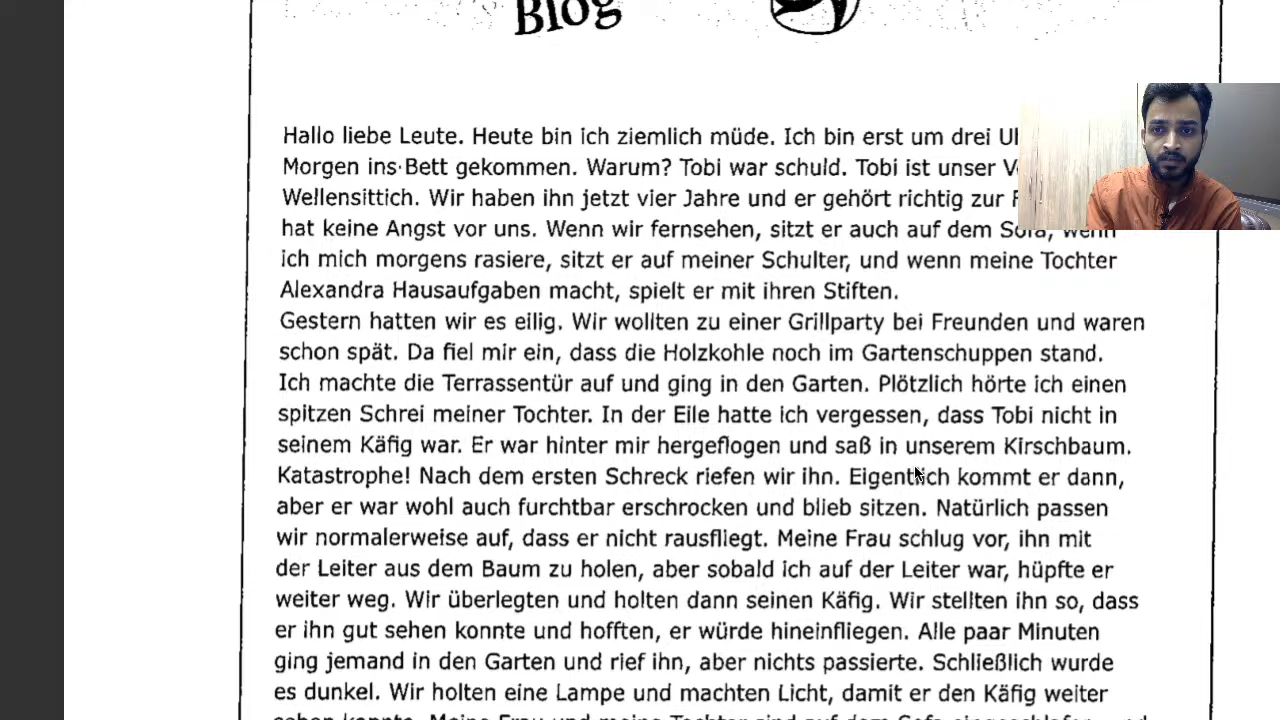 Blog
Hallo liebe Leute. Heute bin ich ziemlich müde. Ich bin erst um drei
Morgen ins Bett gekommen. Warum? Tobi war schuld. Tobi ist unser
Wellensittich. Wir haben ihn jetzt vier Jahre und er gehört richtig zur
hat keine Angst vor uns. Wenn wir fernsehen, sitzt er auch auf dem Sofa, wenn
ich mich morgens rasiere, sitzt er auf meiner Schulter, und wenn meine Tochter
Alexandra Hausaufgaben macht, spielt er mit ihren Stiften.
Gestern hatten wir es eilig. Wir wollten zu einer Grillparty bei Freunden und waren
schon spät. Da fiel mir ein, dass die Holzkohle noch im Gartenschuppen stand.
Ich machte die Terrassentür auf und ging in den Garten. Plötzlich hörte ich einen
spitzen Schrei meiner Tochter. In der Eile hatte ich vergessen, dass Tobi nicht in
seinem Käfig war. Er war hinter mir hergeflogen und saß in unserem Kirschbaum.
Katastrophe! Nach dem ersten Schreck riefen wir ihn. Eigentlich kommt er dann,
aber er war wohl auch furchtbar erschrocken und blieb sitzen. Natürlich passen
wir normalerweise auf, dass er nicht rausfliegt. Meine Frau schlug vor, ihn mit
der Leiter aus dem Baum zu holen, aber sobald ich auf der Leiter war, hüpfte er
weiter weg. Wir überlegten und holten dann seinen Käfig. Wir stellten ihn so, dass
er ihn gut sehen konnte und hofften, er würde hineinfliegen. Alle paar Minuten
ging jemand in den Garten und rief ihn, aber nichts passierte. Schließlich wurde
es dunkel. Wir holten eine Lampe und machten Licht, damit er den Käfig weiter